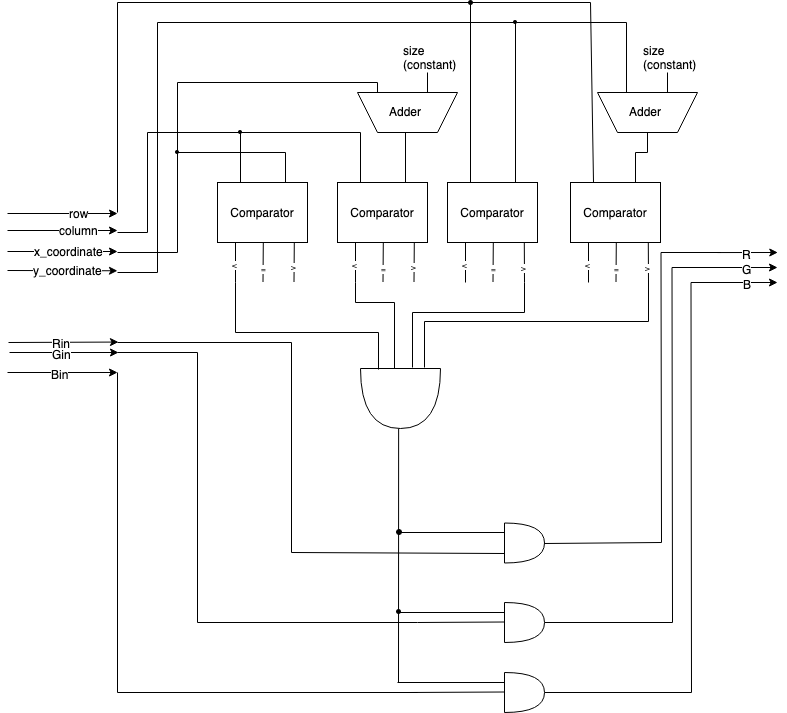 size
(constant)
size
(constant)
Adder
Adder
Comparator
Comparator
Comparator
Comparator
row
column
x_coordinate
y_coordinate
< = >
< = >
< = >
< = >
R
G
B
Rin
Gin
Bin